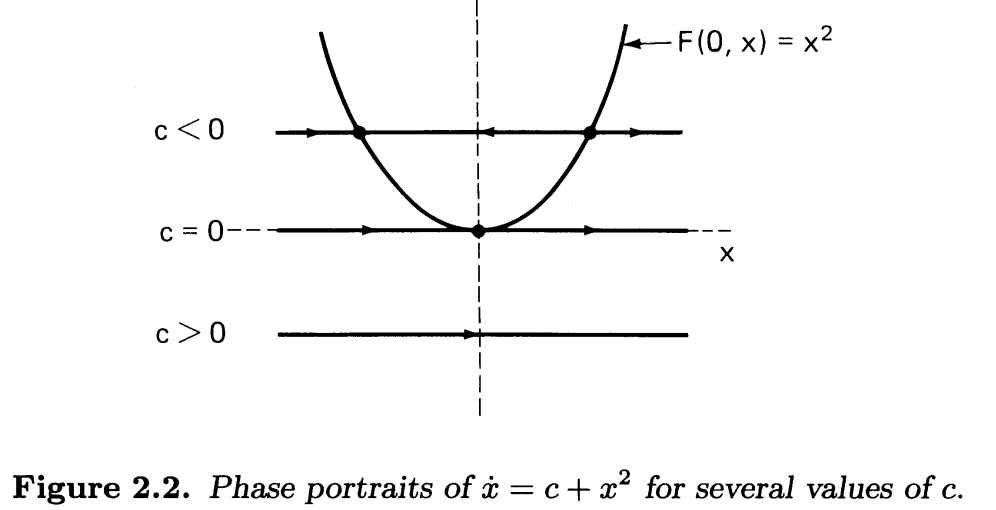 F(0, x) = x²
c < 0
c = 0
x
c > 0
Figure 2.2. Phase portraits of ẋ = c + x² for several values of c.